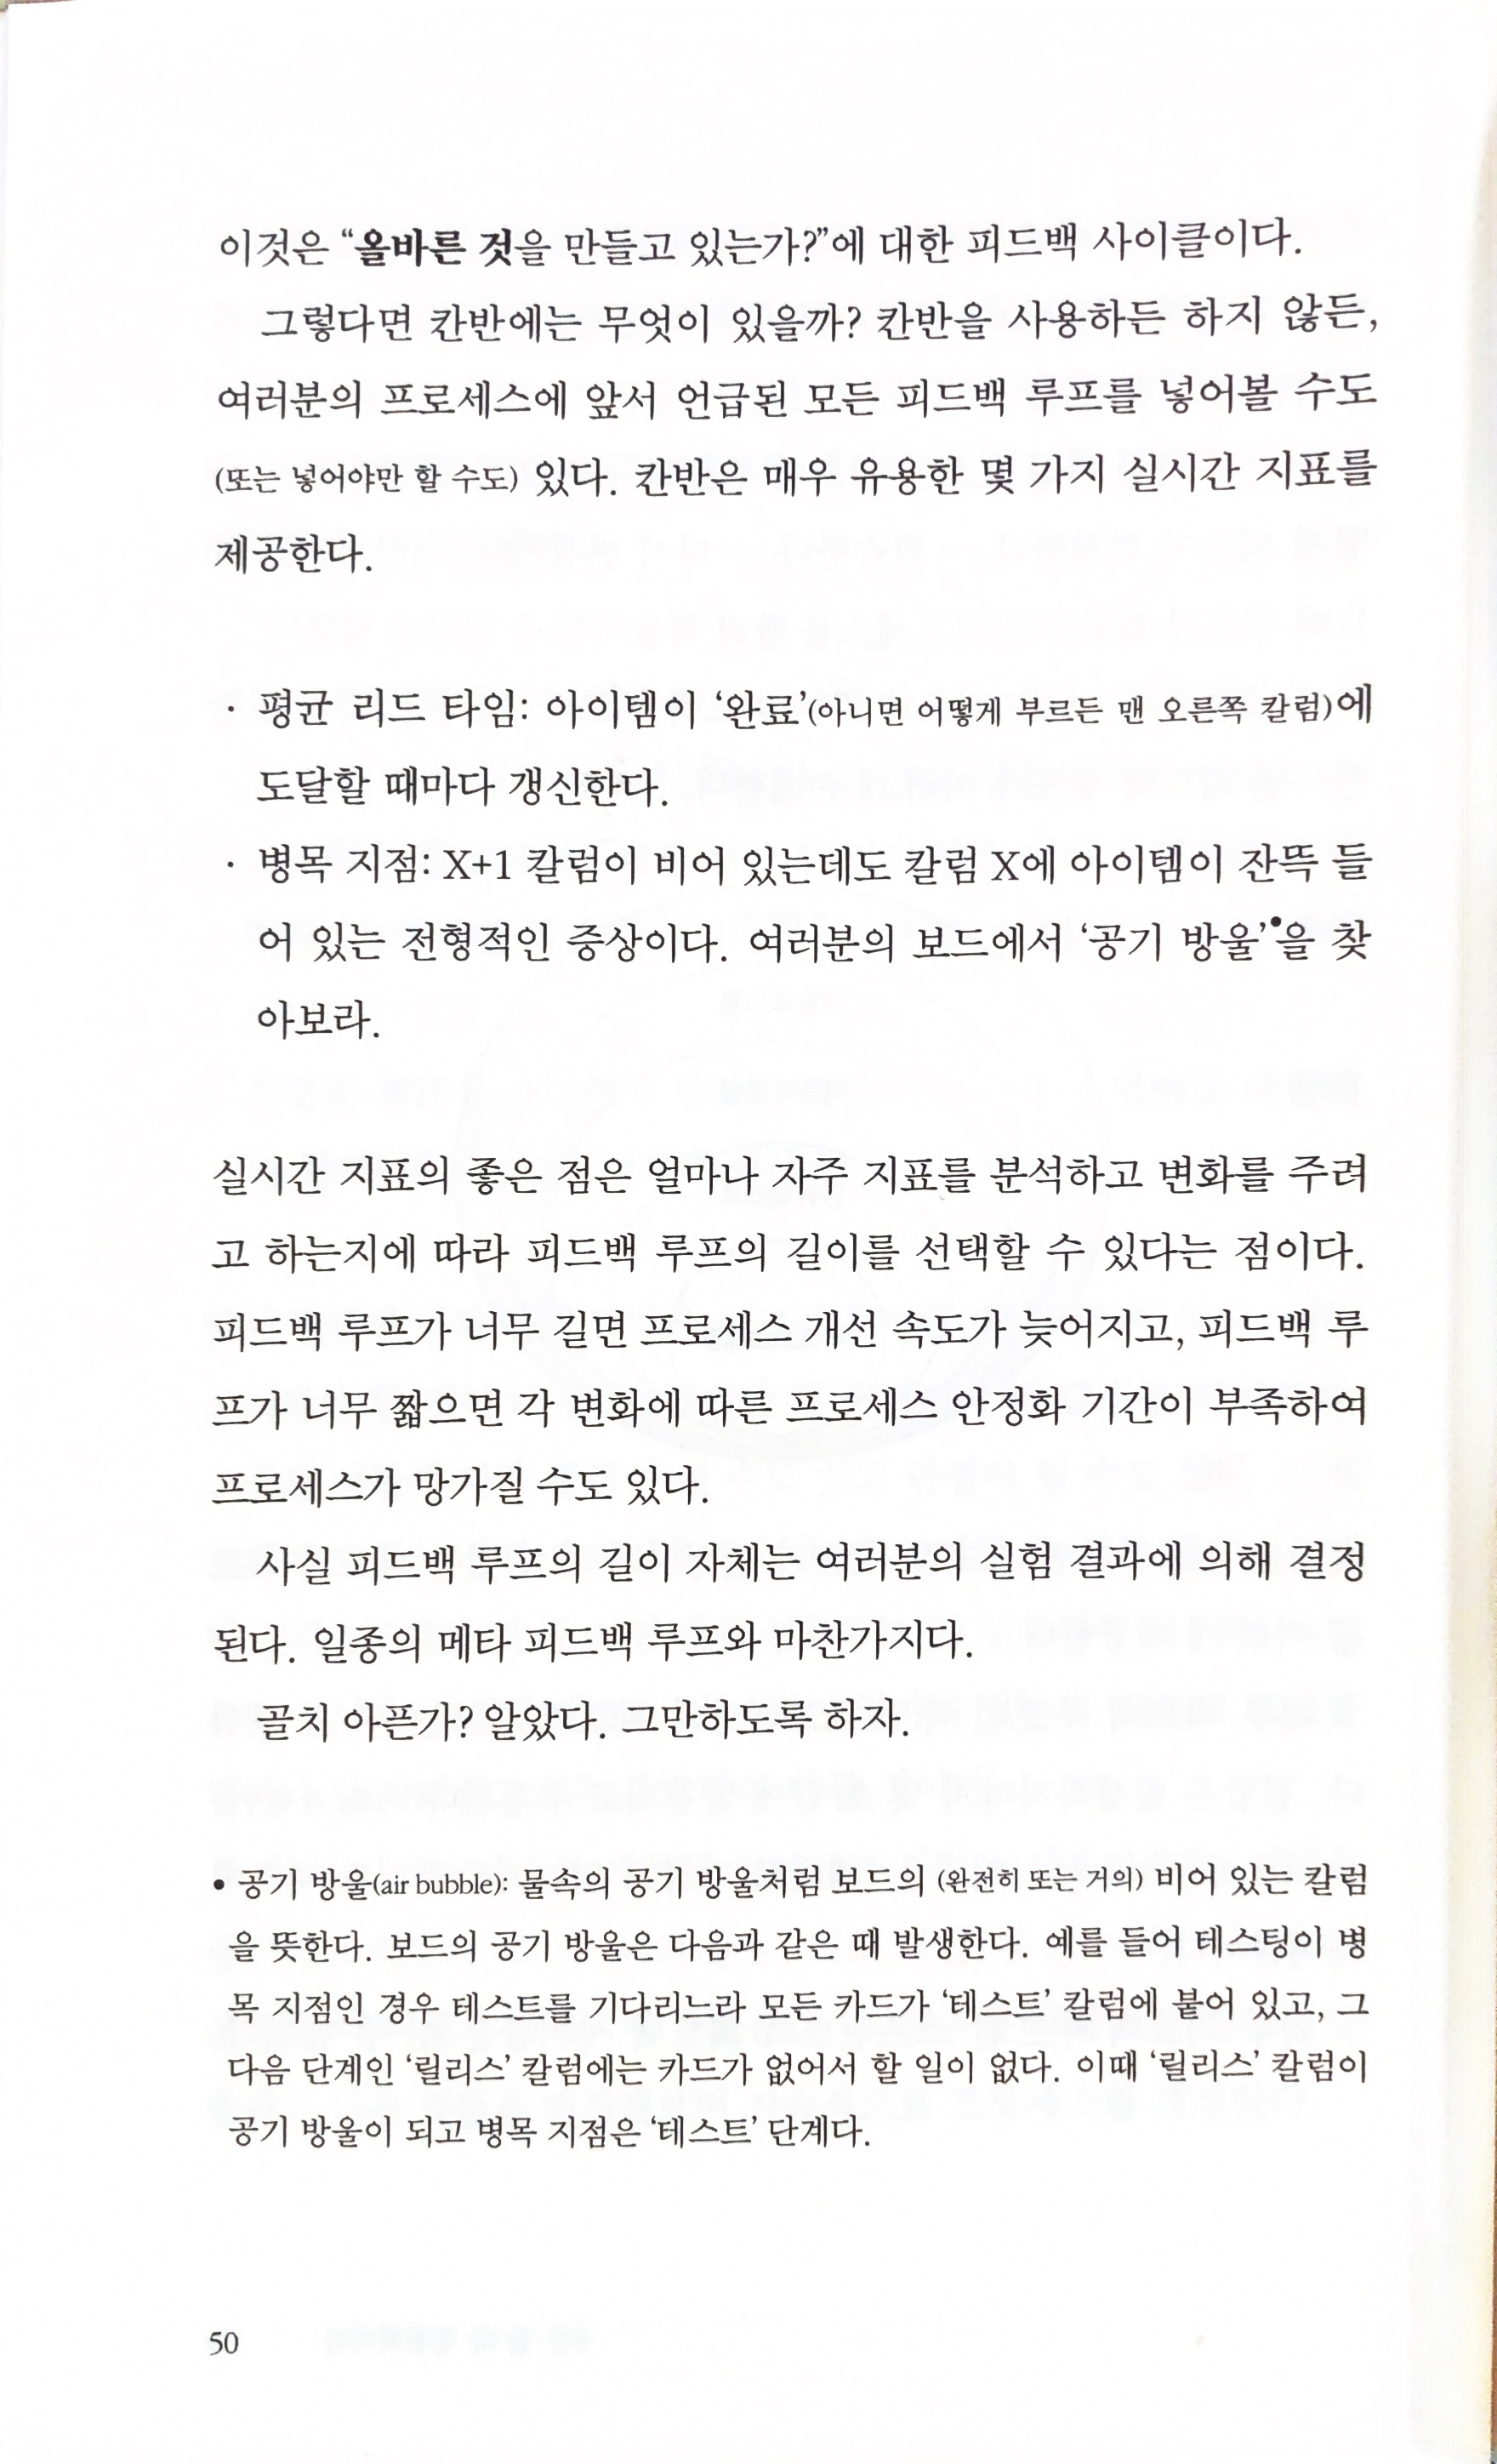 이것은 “올바른 것을 만들고 있는가?”에 대한 피드백 사이클이다.
그렇다면 칸반에는 무엇이 있을까? 칸반을 사용하든 하지 않든,
여러분의 프로세스에 앞서 언급된 모든 피드백 루프를 넣어볼 수도
(또는 넣어야만 할 수도) 있다. 칸반은 매우 유용한 몇 가지 실시간 지표를
제공한다.
· 평균 리드 타임: 아이템이 ‘완료’(아니면 어떻게 부르든 맨 오른쪽 칼럼)에
도달할 때마다 갱신한다.
· 병목 지점: X+1 칼럼이 비어 있는데도 칼럼 X에 아이템이 잔뜩 들
어 있는 전형적인 증상이다. 여러분의 보드에서 ‘공기 방울’•을 찾
아보라.
실시간 지표의 좋은 점은 얼마나 자주 지표를 분석하고 변화를 주려
고 하는지에 따라 피드백 루프의 길이를 선택할 수 있다는 점이다.
피드백 루프가 너무 길면 프로세스 개선 속도가 늦어지고, 피드백 루
프가 너무 짧으면 각 변화에 따른 프로세스 안정화 기간이 부족하여
프로세스가 망가질 수도 있다.
사실 피드백 루프의 길이 자체는 여러분의 실험 결과에 의해 결정
된다. 일종의 메타 피드백 루프와 마찬가지다.
골치 아픈가? 알았다. 그만하도록 하자.
• 공기 방울(air bubble): 물속의 공기 방울처럼 보드의 (완전히 또는 거의) 비어 있는 칼럼
을 뜻한다. 보드의 공기 방울은 다음과 같은 때 발생한다. 예를 들어 테스팅이 병
목 지점인 경우 테스트를 기다리느라 모든 카드가 ‘테스트’ 칼럼에 붙어 있고, 그
다음 단계인 ‘릴리스’ 칼럼에는 카드가 없어서 할 일이 없다. 이때 ‘릴리스’ 칼럼이
공기 방울이 되고 병목 지점은 ‘테스트’ 단계다.
50